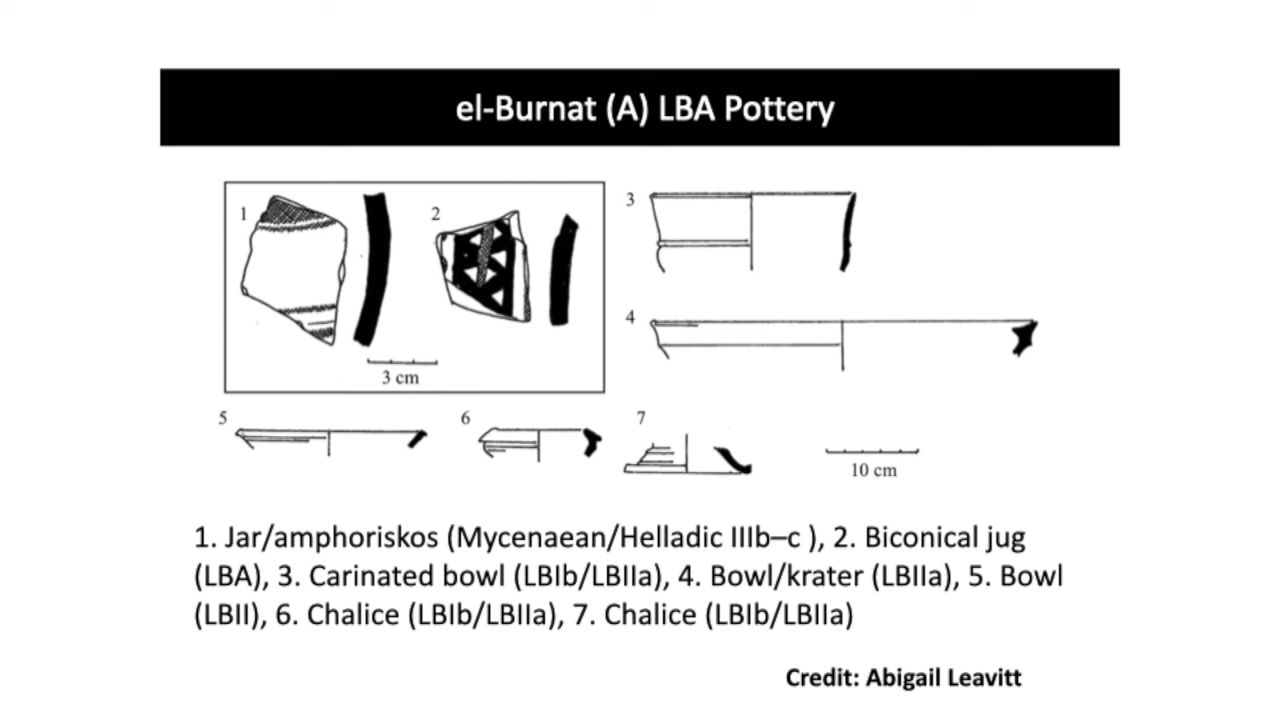 el-Burnat (A) LBA Pottery
1
2
3
3 cm
4
5
6
7
10 cm
1. Jar/amphoriskos (Mycenaean/Helladic IIIb–c ), 2. Biconical jug
(LBA), 3. Carinated bowl (LBIb/LBIIa), 4. Bowl/krater (LBIIa), 5. Bowl
(LBII), 6. Chalice (LBIb/LBIIa), 7. Chalice (LBIb/LBIIa)
Credit: Abigail Leavitt